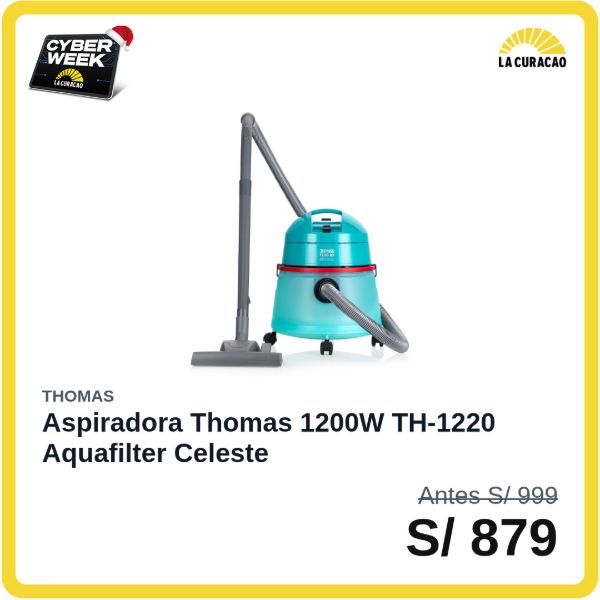 CYBER
WEEK
LA CURACAO
LA CURACAO
THOMAS
Aspiradora Thomas 1200W TH-1220
Aquafilter Celeste
Antes S/ 999
S/ 879